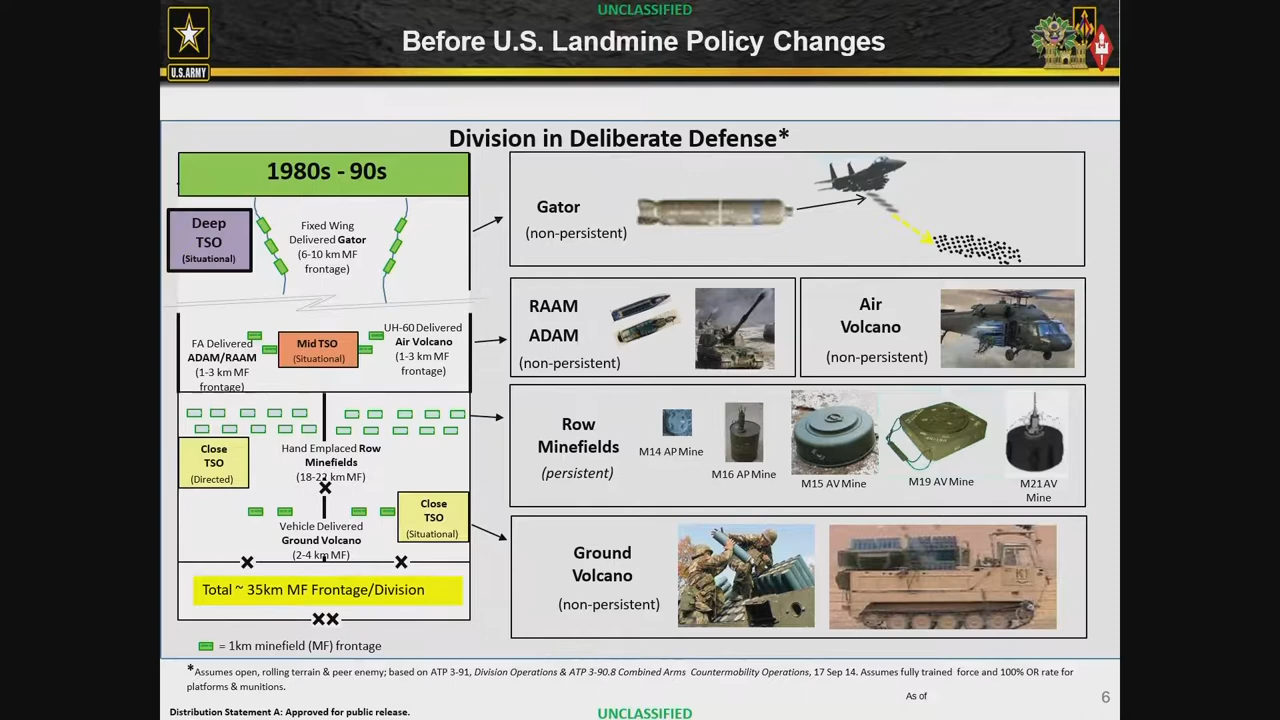 UNCLASSIFIED
Before U.S. Landmine Policy Changes
U.S.ARMY
Division in Deliberate Defense*
1980s - 90s
Deep
TSO
(Situational)
Fixed Wing
Delivered Gator
(6-10 km MF
frontage)
Gator
(non-persistent)
FA Delivered
ADAM/RAAM
(1-3 km MF
frontage)
Mid TSO
(Situational)
UH-60 Delivered
Air Volcano
(1-3 km MF
frontage)
RAAM
ADAM
(non-persistent)
Air
Volcano
(non-persistent)
Close
TSO
(Directed)
Hand Emplaced Row
Minefields
(18-22 km MF)
Row
Minefields
(persistent)
M14 AP Mine
M16 AP Mine
M15 AV Mine
M19 AV Mine
M21 AV
Mine
Close
TSO
(Situational)
Vehicle Delivered
Ground Volcano
(2-4 km MF)
Ground
Volcano
(non-persistent)
Total ~ 35km MF Frontage/Division
= 1km minefield (MF) frontage
*Assumes open, rolling terrain & peer enemy; based on ATP 3-91, Division Operations & ATP 3-90.8 Combined Arms Countermobility Operations, 17 Sep 14. Assumes fully trained force and 100% OR rate for
platforms & munitions.
As of
6
Distribution Statement A: Approved for public release.
UNCLASSIFIED